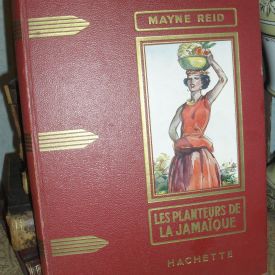 MAYNE REID
LES PLANTEURS DE
LA JAMAÏQUE
HACHETTE